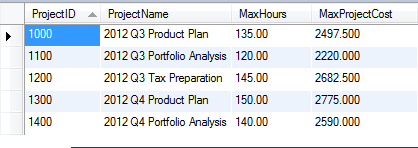 ProjectID ProjectName MaxHours MaxProjectCost
1000 2012 Q3 Product Plan 135.00 2497.500
1100 2012 Q3 Portfolio Analysis 120.00 2220.000
1200 2012 Q3 Tax Preparation 145.00 2682.500
1300 2012 Q4 Product Plan 150.00 2775.000
1400 2012 Q4 Portfolio Analysis 140.00 2590.000